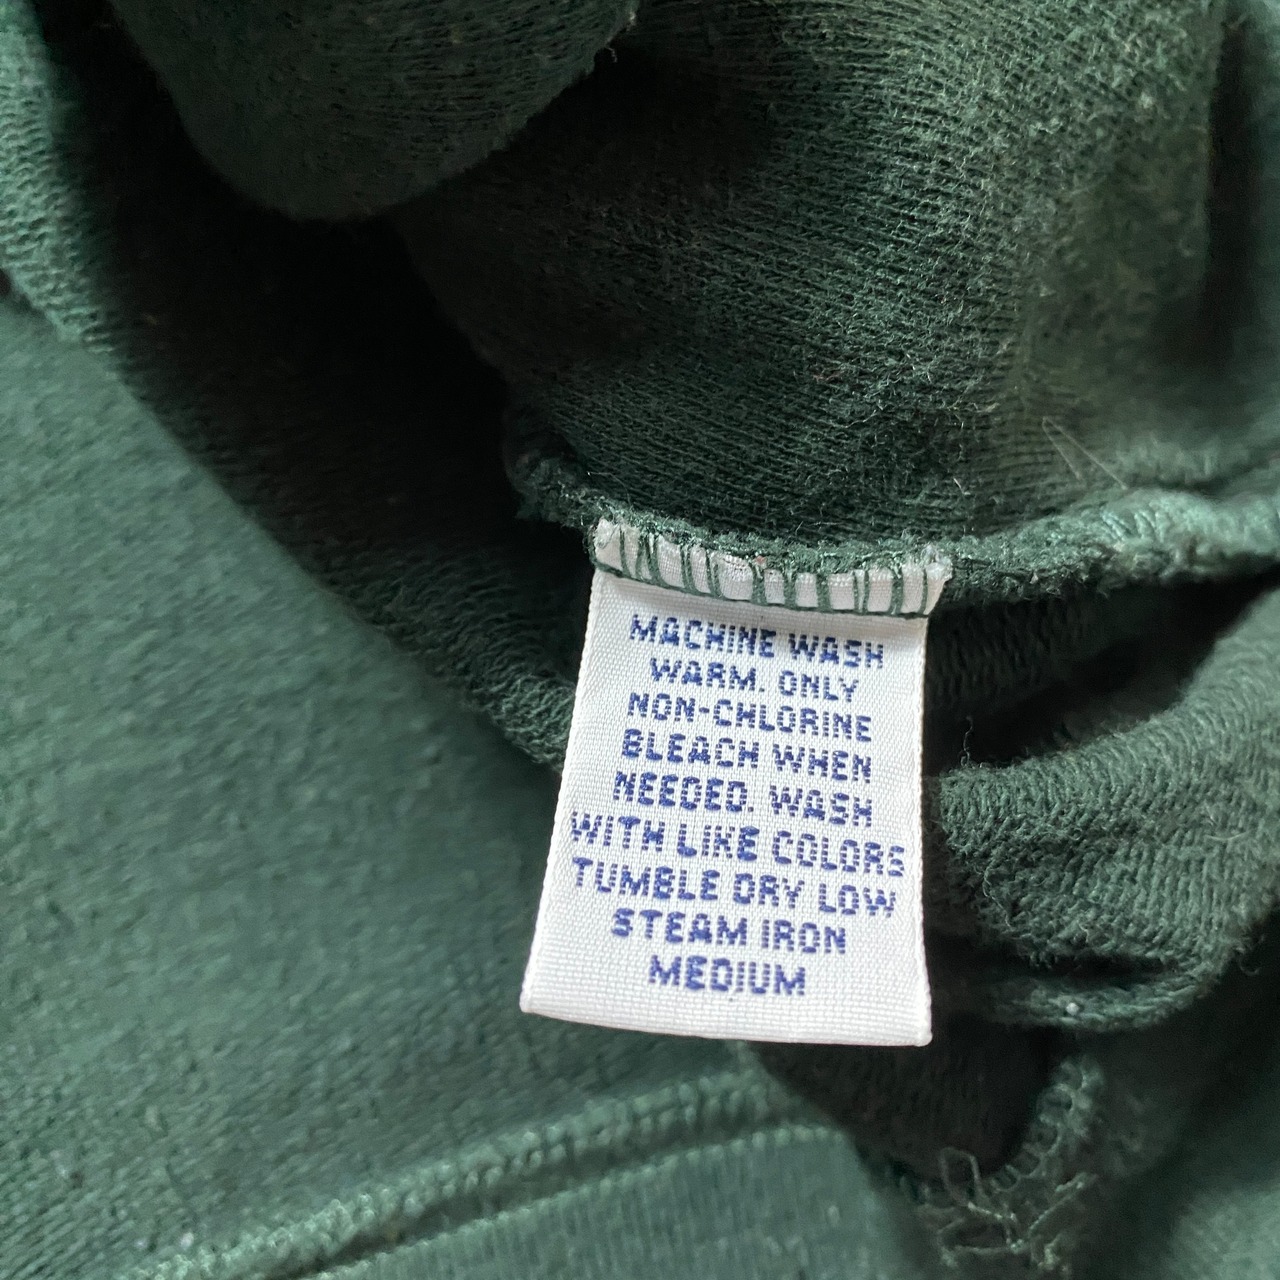 MACHINE WASH
WARM. ONLY
NON-CHLORINE
BLEACH WHEN
NEEDED. WASH
WITH LIKE COLORS
TUMBLE DRY LOW
STEAM IRON
MEDIUM